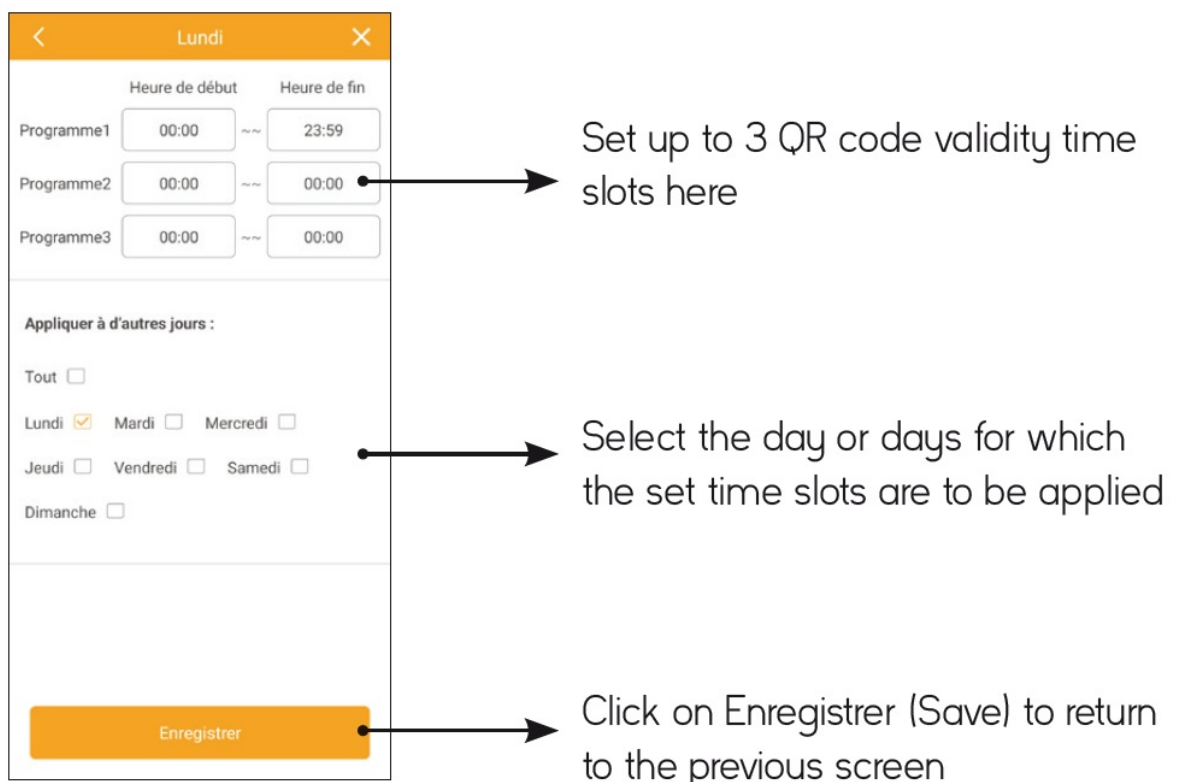 Lundi
Heure de début Heure de fin
Programme1 00:00 ~~ 23:59
Programme2 00:00 ~~ 00:00
Programme3 00:00 ~~ 00:00
Appliquer à d'autres jours :
Tout
Lundi Mardi Mercredi
Jeudi Vendredi Samedi
Dimanche
Enregistrer
Set up to 3 QR code validity time
slots here
Select the day or days for which
the set time slots are to be applied
Click on Enregistrer (Save) to return
to the previous screen